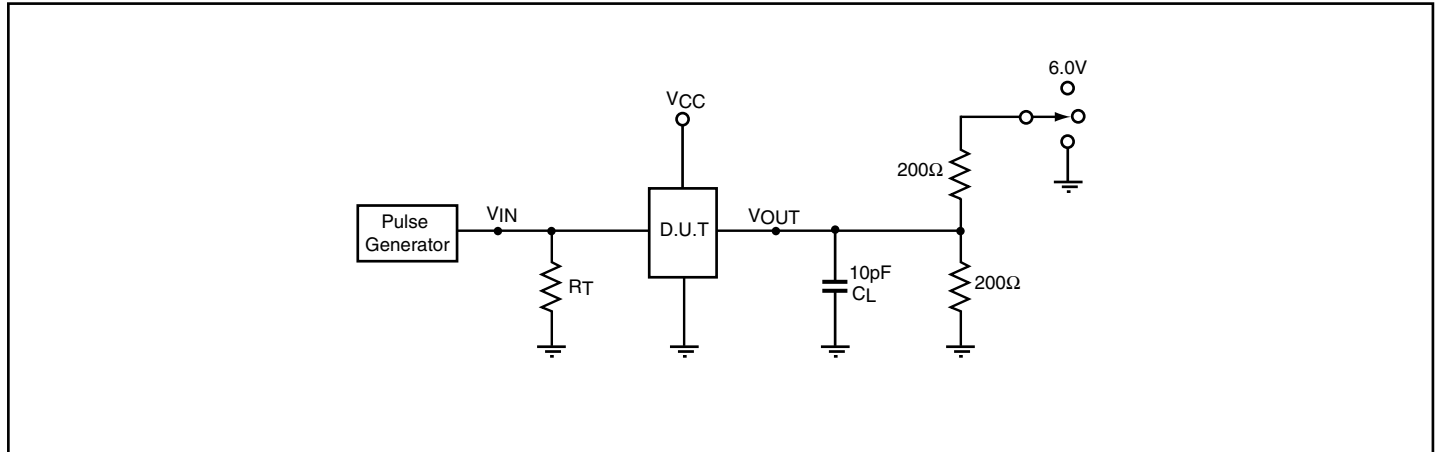 6.0V
VCC
200Ω
Pulse
Generator
VIN
D.U.T
VOUT
RT
10pF
CL
200Ω